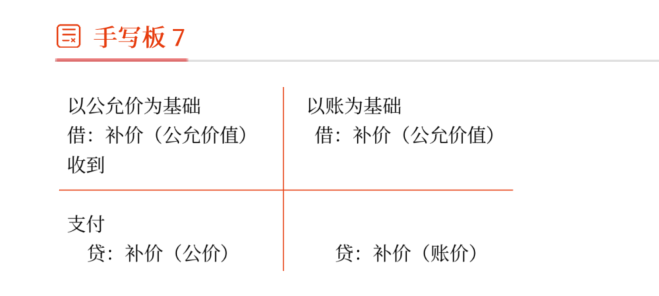 手写板 7
以公允价为基础
借：补价（公允价值）
收到
以账为基础
借：补价（公允价值）
支付
贷：补价（公价）
贷：补价（账价）